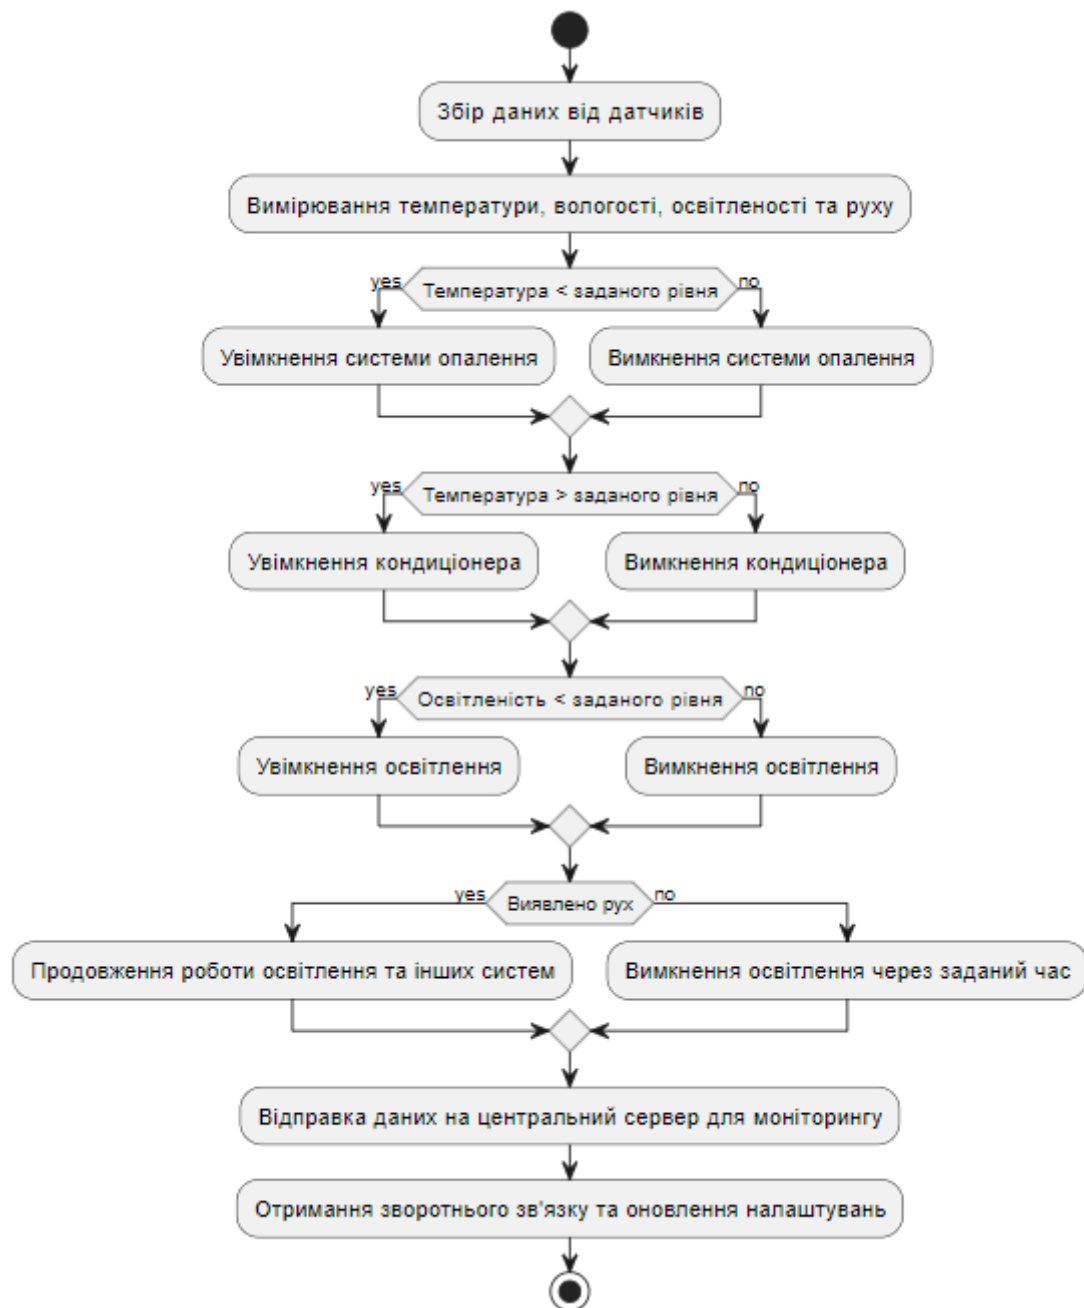 Збір даних від датчиків
Вимірювання температури, вологості, освітленості та руху
yes
Температура < заданого рівня
no
Увімкнення системи опалення
Вимкнення системи опалення
yes
Температура > заданого рівня
no
Увімкнення кондиціонера
Вимкнення кондиціонера
yes
Освітленість < заданого рівня
no
Увімкнення освітлення
Вимкнення освітлення
yes
Виявлено рух
no
Продовження роботи освітлення та інших систем
Вимкнення освітлення через заданий час
Відправка даних на центральний сервер для моніторингу
Отримання зворотнього зв'язку та оновлення налаштувань